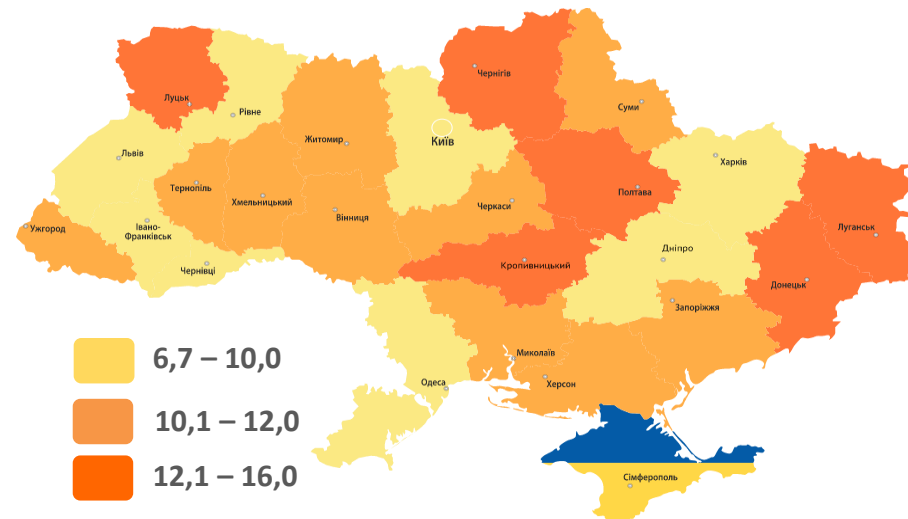 Чернігів
Луцьк
Суми
Рівне
Житомир
Київ
Львів
Харків
Тернопіль
Полтава
Хмельницький
Черкаси
Вінниця
Ужгород
Івано-
Франківськ
Луганськ
Дніпро
Кропивницький
Чернівці
Донецьк
Запоріжжя
Миколаїв
6,7 – 10,0
Одеса
Херсон
10,1 – 12,0
12,1 – 16,0
Сімферополь